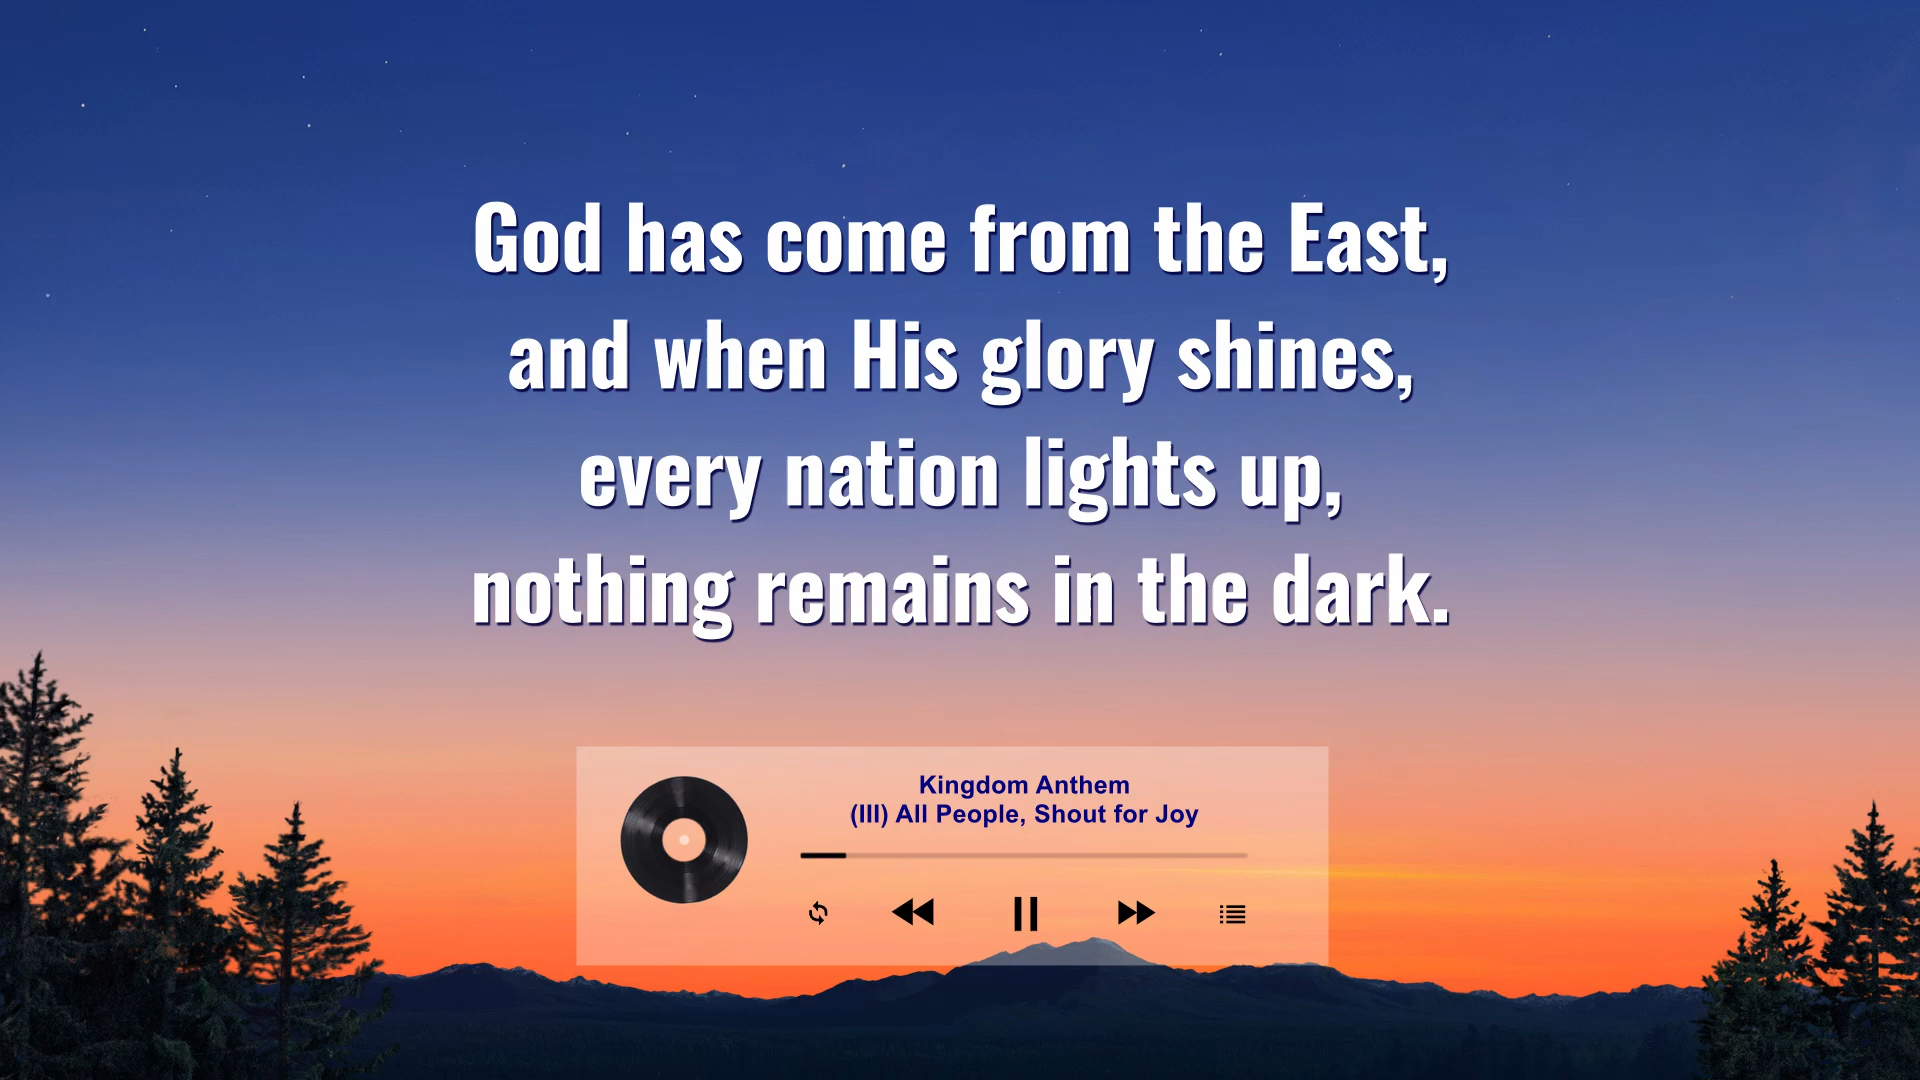 God has come from the East,
and when His glory shines,
every nation lights up,
nothing remains in the dark.
Kingdom Anthem
(III) All People, Shout for Joy